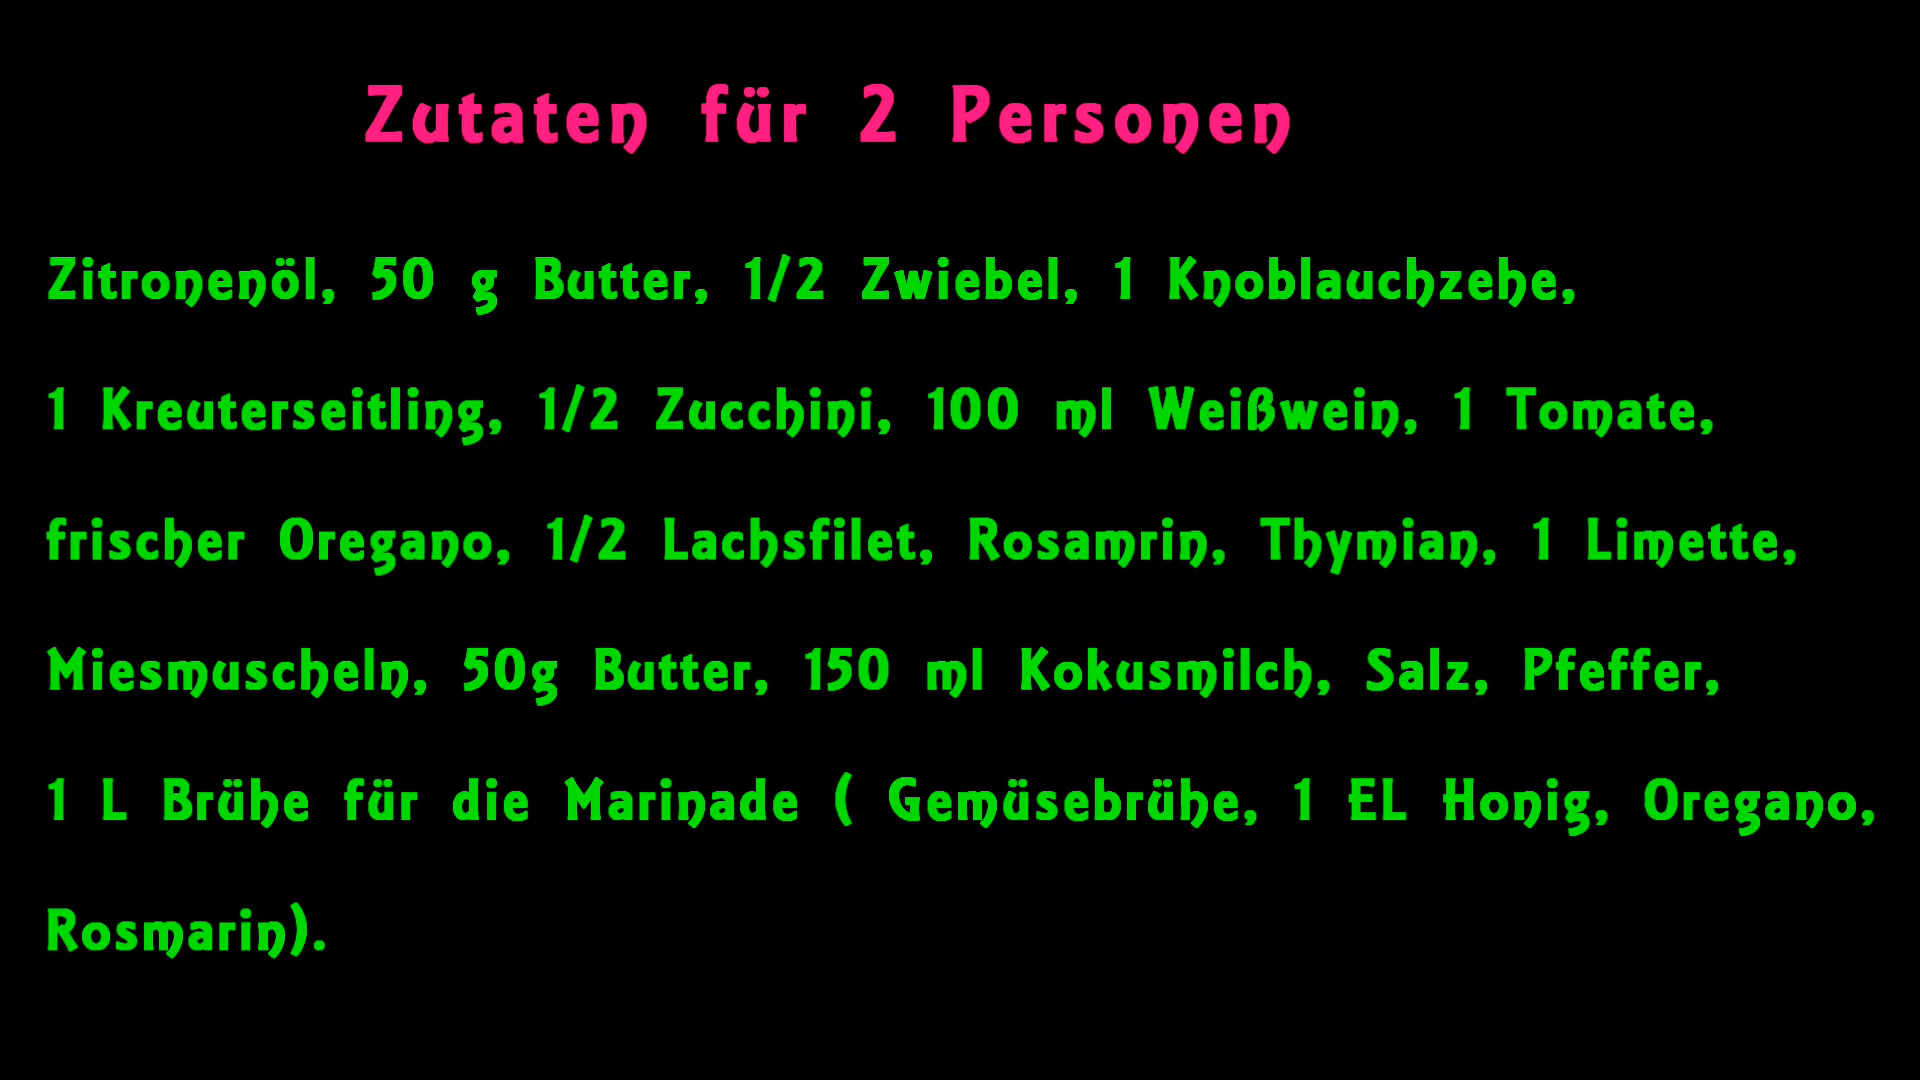 Zutaten für 2 Personen
Zitronenöl, 50 g Butter, 1/2 Zwiebel, 1 Knoblauchzehe,
1 Kreuterseitling, 1/2 Zucchini, 100 ml Weißwein, 1 Tomate,
frischer Oregano, 1/2 Lachsfilet, Rosamrin, Thymian, 1 Limette,
Miesmuscheln, 50g Butter, 150 ml Kokusmilch, Salz, Pfeffer,
1 L Brühe für die Marinade ( Gemüsebrühe, 1 EL Honig, Oregano,
Rosmarin).